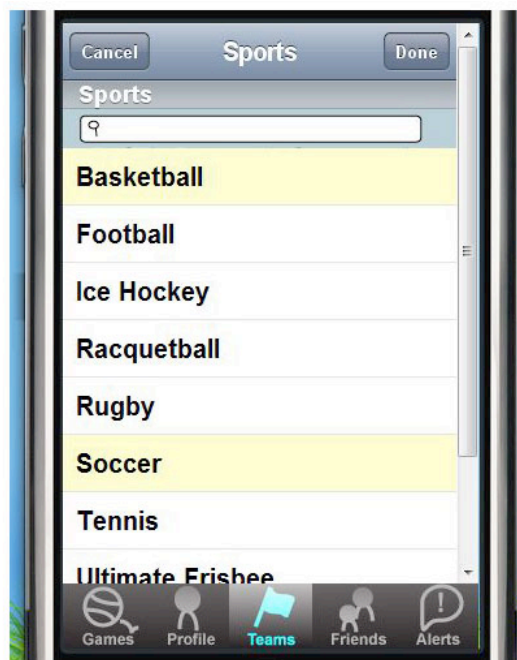 Cancel Sports Done
Sports
Basketball
Football
Ice Hockey
Racquetball
Rugby
Soccer
Tennis
Ultimate Frisbee
Games Profile Teams Friends Alerts